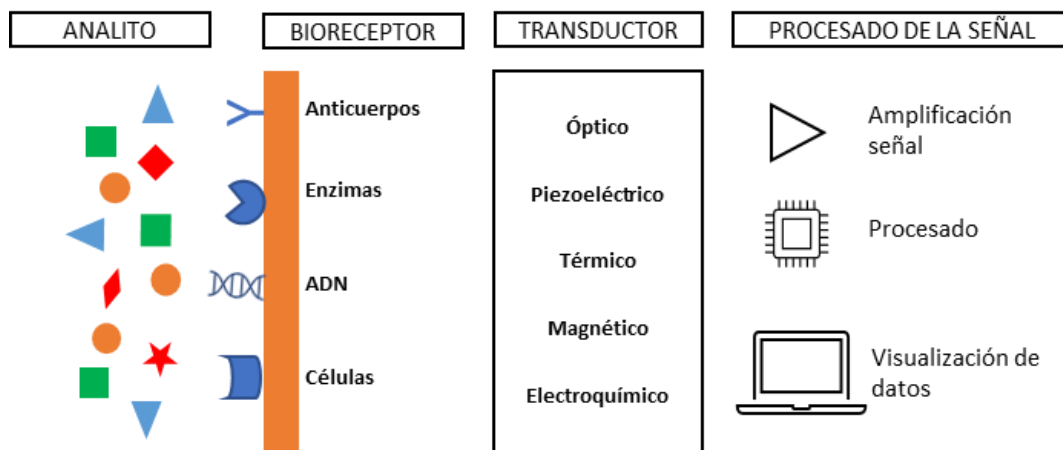 ANALITO
BIORECEPTOR
TRANSDUCTOR
PROCESADO DE LA SEÑAL
Anticuerpos
Enzimas
ADN
Células
Óptico
Piezoeléctrico
Térmico
Magnético
Electroquímico
Amplificación
señal
Procesado
Visualización de
datos